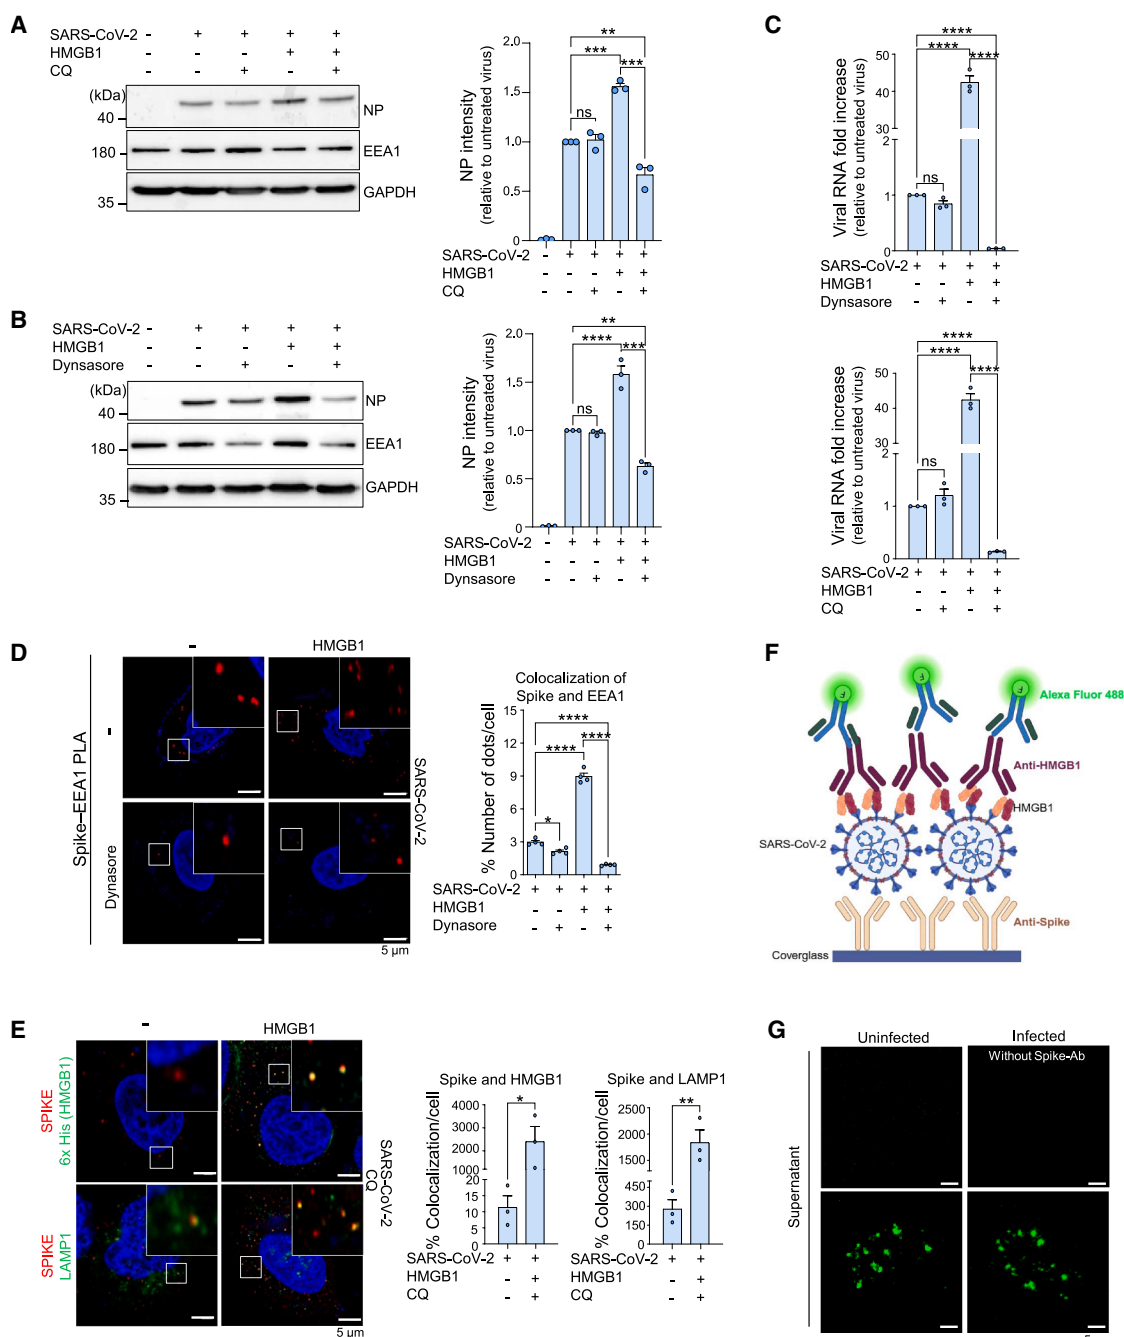 A
SARS-CoV-2 - + + + +
HMGB1 - - - + +
CQ - - + - +
(kDa)
40
NP
180
EEA1
35
GAPDH
NP intensity
(relative to untreated virus)
2.0
1.5
1.0
0.5
0
ns
***
**
***
SARS-CoV-2 - + + + +
HMGB1 - - - + +
CQ - - + - +
B
SARS-CoV-2 - + + + +
HMGB1 - - - + +
Dynsasore - - + - +
(kDa)
40
NP
180
EEA1
35
GAPDH
NP intensity
(relative to untreated virus)
2.0
1.5
1.0
0.5
0
ns
****
**
***
SARS-CoV-2 - + + + +
HMGB1 - - - + +
Dynsasore - - + - +
C
Viral RNA fold increase
(relative to untreated virus)
50
40
30
2
1
0
ns
****
****
****
SARS-CoV-2 + + + +
HMGB1 - - + +
Dynsasore - + - +
Viral RNA fold increase
(relative to untreated virus)
50
40
30
2
1
0
ns
****
****
****
SARS-CoV-2 + + + +
HMGB1 - - + +
CQ - + - +
D
-
HMGB1
Spike–EEA1 PLA
-
Dynasore
SARS-CoV-2
5 µm
Colocalization of
Spike and EEA1
% Number of dots/cell
15
12
9
6
3
0
*
****
****
****
SARS-CoV-2 + + + +
HMGB1 - - + +
Dynasore - + - +
E
-
HMGB1
SPIKE
6x His (HMGB1)
SPIKE
LAMP1
SARS-CoV-2
CQ
5 µm
Spike and HMGB1
% Colocalization/cell
4000
3000
2000
1000
20
15
10
5
0
*
SARS-CoV-2 + +
HMGB1 - +
CQ - +
Spike and LAMP1
% Colocalization/cell
2500
2000
1500
450
300
150
0
**
SARS-CoV-2 + +
HMGB1 - +
CQ - +
F
F
F
F
Alexa Fluor 488
Anti-HMGB1
HMGB1
SARS-CoV-2
Anti-Spike
Coverglass
G
Uninfected
Infected
Without Spike-Ab
Supernatant